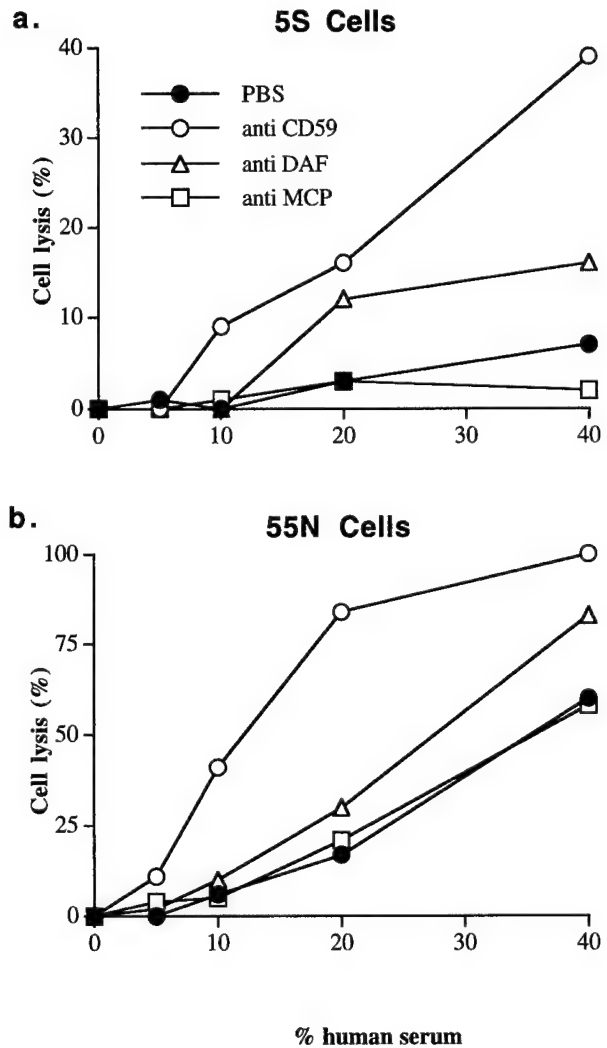 a.
5S Cells
40
30
20
10
0
Cell lysis (%)
PBS
anti CD59
anti DAF
anti MCP
0 10 20 30 40
b.
55N Cells
100
75
50
25
0
Cell lysis (%)
0 10 20 30 40
% human serum